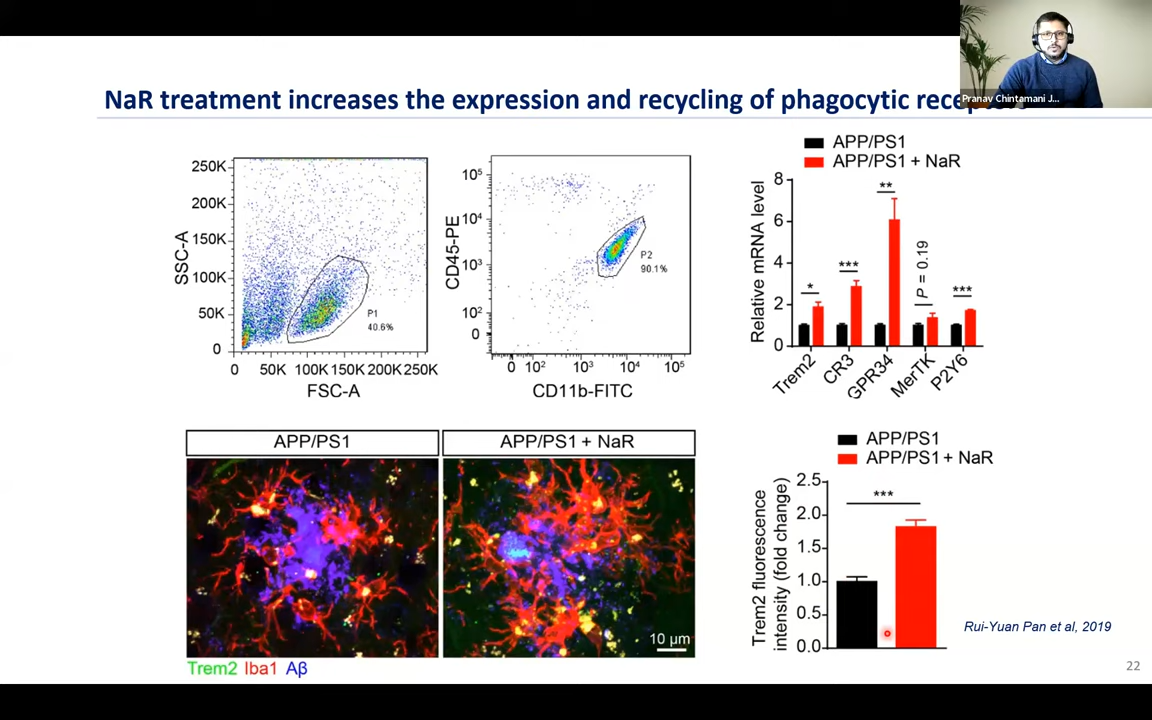 NaR treatment increases the expression and recycling of phagocytic
Pranav Chintamani J...
250K
200K
150K
100K
50K
0
SSC-A
P1
40.6%
0 50K 100K 150K 200K 250K
FSC-A
10⁵
10⁴
10³
10²
0
CD45-PE
P2
90.1%
0 10² 10³ 10⁴ 10⁵
CD11b-FITC
APP/PS1
APP/PS1 + NaR
Relative mRNA level
8
6
4
2
0
*
***
**
P = 0.19
***
Trem2
CR3
GPR34
MerTK
P2Y6
APP/PS1
APP/PS1 + NaR
10 μm
Trem2 Iba1 Aβ
APP/PS1
APP/PS1 + NaR
Trem2 fluorescence
intensity (fold change)
2.5
2.0
1.5
1.0
0.5
0.0
***
Rui-Yuan Pan et al, 2019
22